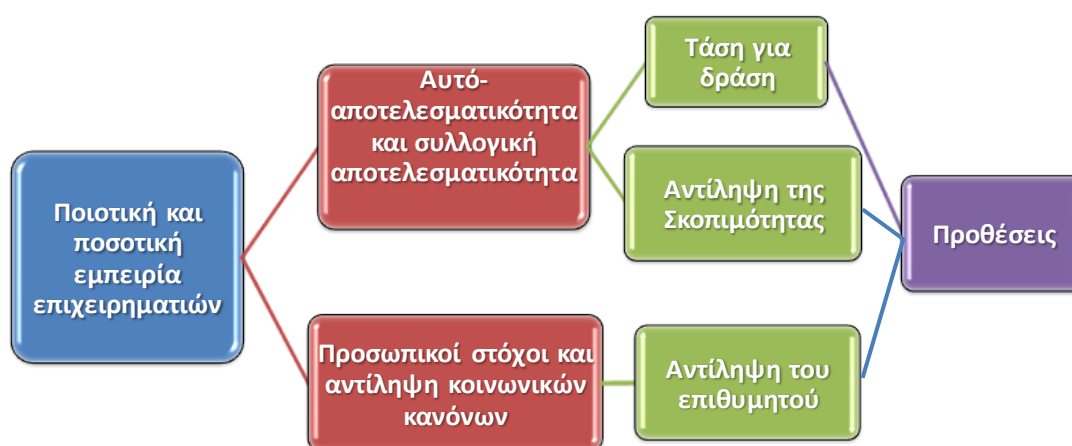 Ποιοτική και
ποσοτική
εμπειρία
επιχειρηματιών
Αυτό-
αποτελεσματικότητα
και συλλογική
αποτελεσματικότητα
Προσωπικοί στόχοι και
αντίληψη κοινωνικών
κανόνων
Τάση για
δράση
Αντίληψη της
Σκοπιμότητας
Αντίληψη του
επιθυμητού
Προθέσεις